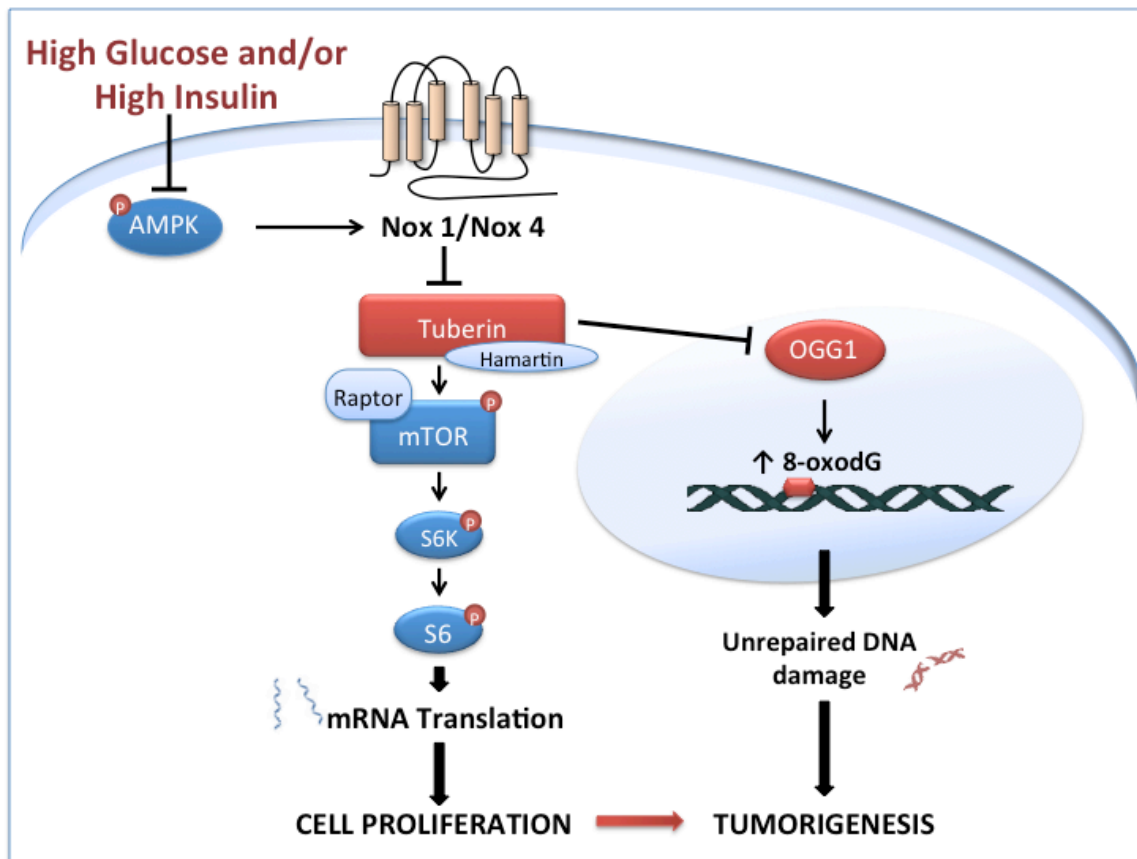 High Glucose and/or
High Insulin
P
AMPK
Nox 1/Nox 4
Tuberin
Hamartin
OGG1
Raptor
P
mTOR
↑ 8-oxodG
P
S6K
P
S6
Unrepaired DNA
damage
mRNA Translation
CELL PROLIFERATION
TUMORIGENESIS